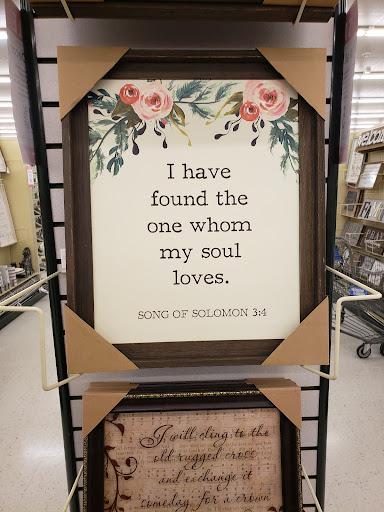 I have
found the
one whom
my soul
loves.
SONG OF SOLOMON 3:4
I will cling to the
old rugged cross
and exchange it
someday for a crown